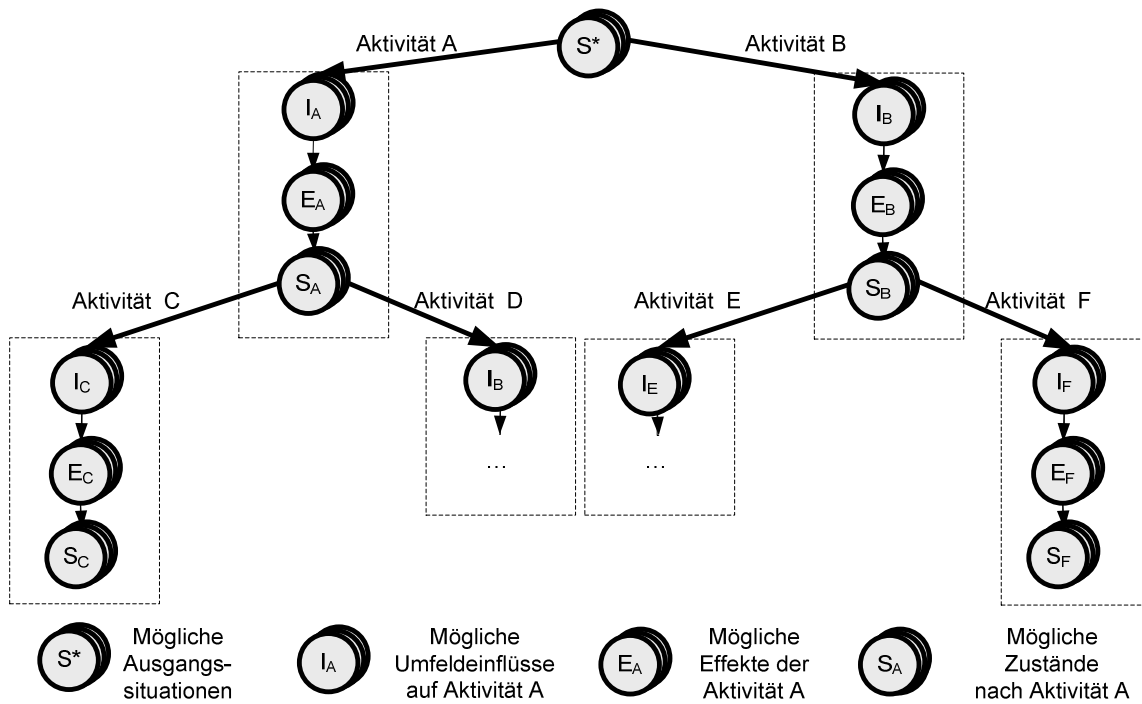 Aktivität A
S*
Aktivität B
IA
IB
EA
EB
SA
SB
Aktivität C
Aktivität D
Aktivität E
Aktivität F
IC
IB
IE
IF
...
...
EC
EF
SC
SF
S*
Mögliche
Ausgangs-
situationen
IA
Mögliche
Umfeldeinflüsse
auf Aktivität A
EA
Mögliche
Effekte der
Aktivität A
SA
Mögliche
Zustände
nach Aktivität A